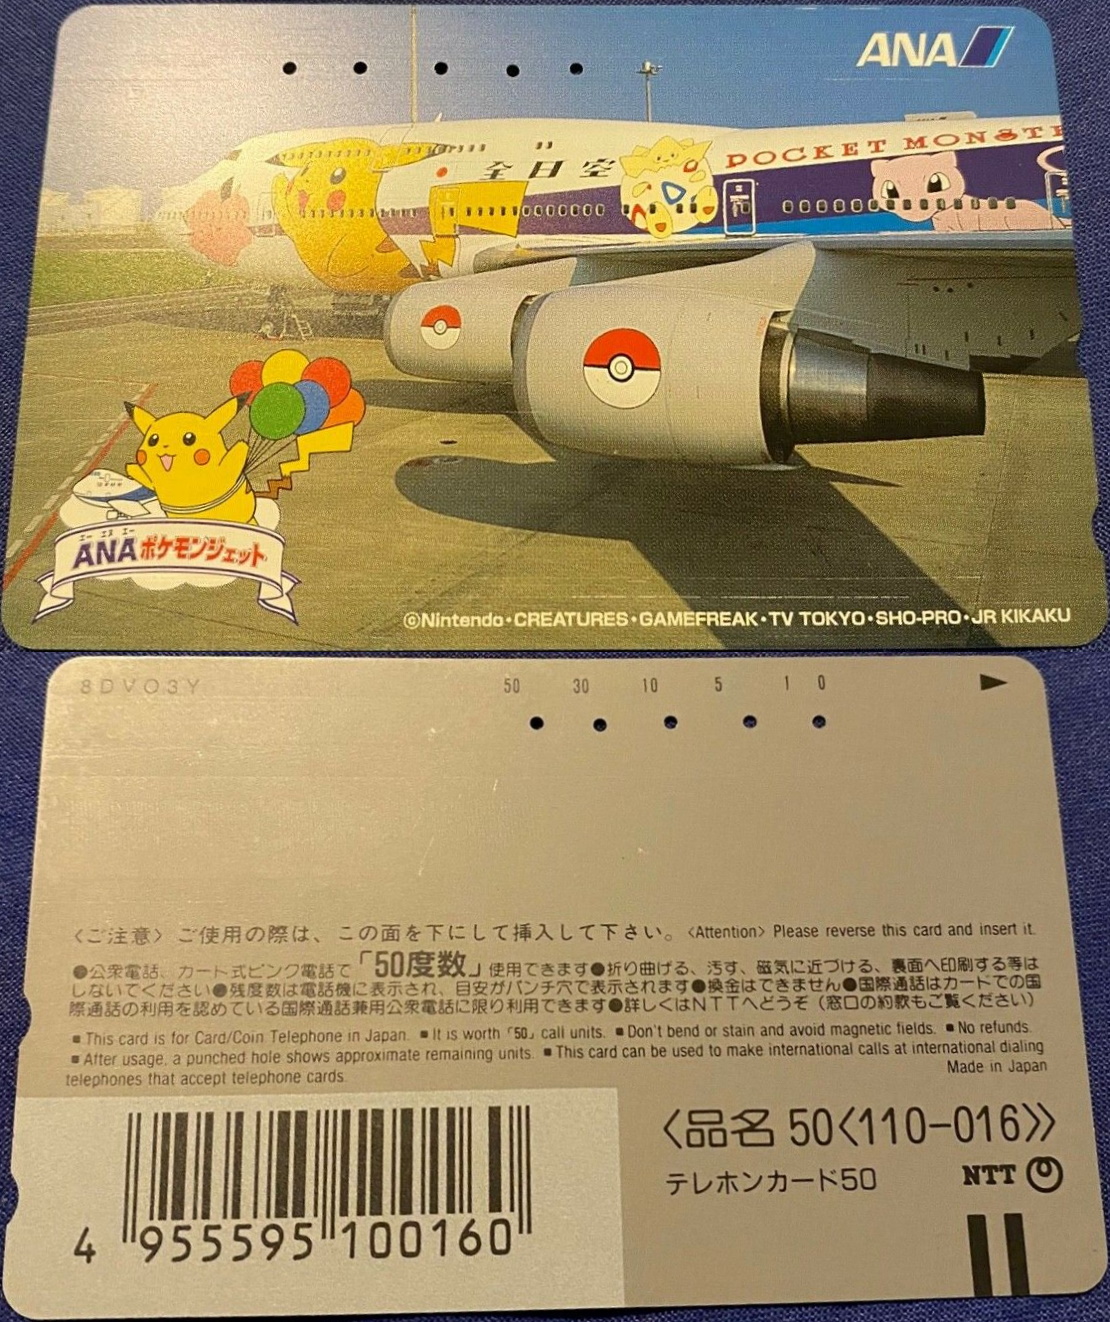 ANA
全日空
POCKET MONSTE
エー エヌ エー
ANAポケモンジェット
©Nintendo・CREATURES・GAMEFREAK・TV TOKYO・SHO-PRO・JR KIKAKU
8DVO3Y
50 30 10 5 1 0
〈ご注意〉ご使用の際は、この面を下にして挿入して下さい。〈Attention〉Please reverse this card and insert it.
●公衆電話、カード式ピンク電話で「50度数」使用できます●折り曲げる、汚す、磁気に近づける、裏面へ印刷する等は
しないでください●残度数は電話機に表示され、目安がパンチ穴で表示されます●換金はできません●国際通話はカードでの国
際通話の利用を認めている国際通話兼用公衆電話に限り利用できます●詳しくはNTTへどうぞ（窓口の約款もご覧ください）
■This card is for Card/Coin Telephone in Japan. ■It is worth「50」call units. ■Don't bend or stain and avoid magnetic fields. ■No refunds.
■After usage, a punched hole shows approximate remaining units. ■This card can be used to make international calls at international dialing
telephones that accept telephone cards. Made in Japan
〈品名 50〈110-016〉〉
テレホンカード50
NTT
4 955595 100160